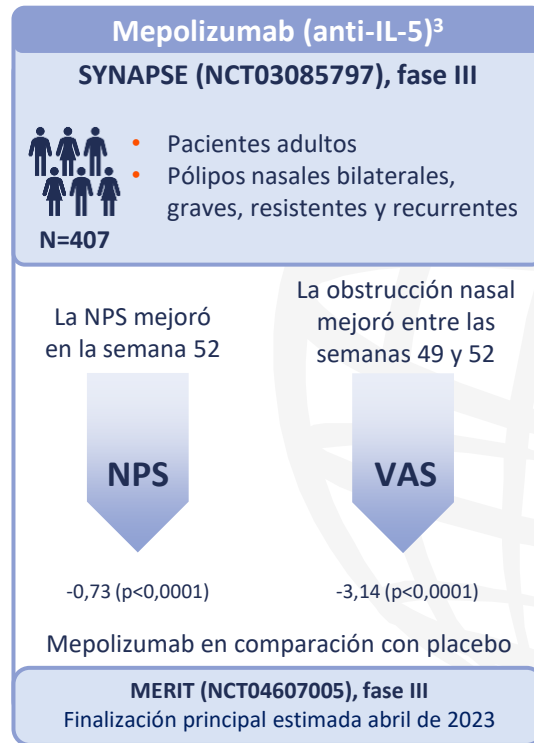 Mepolizumab (anti-IL-5)³
SYNAPSE (NCT03085797), fase III
• Pacientes adultos
• Pólipos nasales bilaterales,
graves, resistentes y recurrentes
N=407
La NPS mejoró
en la semana 52
La obstrucción nasal
mejoró entre las
semanas 49 y 52
NPS
VAS
-0,73 (p<0,0001)
-3,14 (p<0,0001)
Mepolizumab en comparación con placebo
MERIT (NCT04607005), fase III
Finalización principal estimada abril de 2023